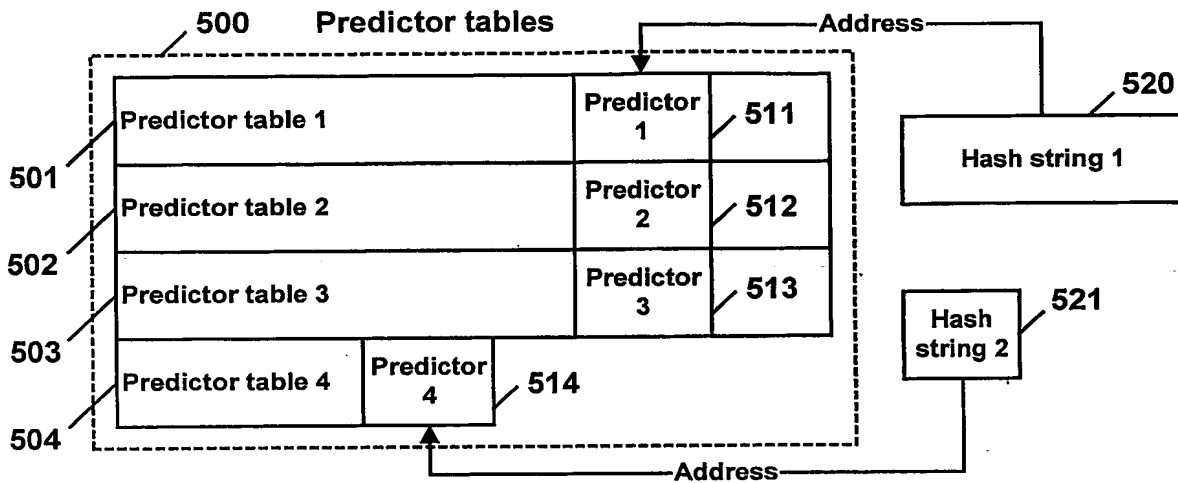 500 Predictor tables
Address
520
Predictor table 1
Predictor
1
511
Hash string 1
501
Predictor table 2
Predictor
2
512
502
Predictor table 3
Predictor
3
513
Hash
string 2
521
503
Predictor table 4
Predictor
4
514
504
Address